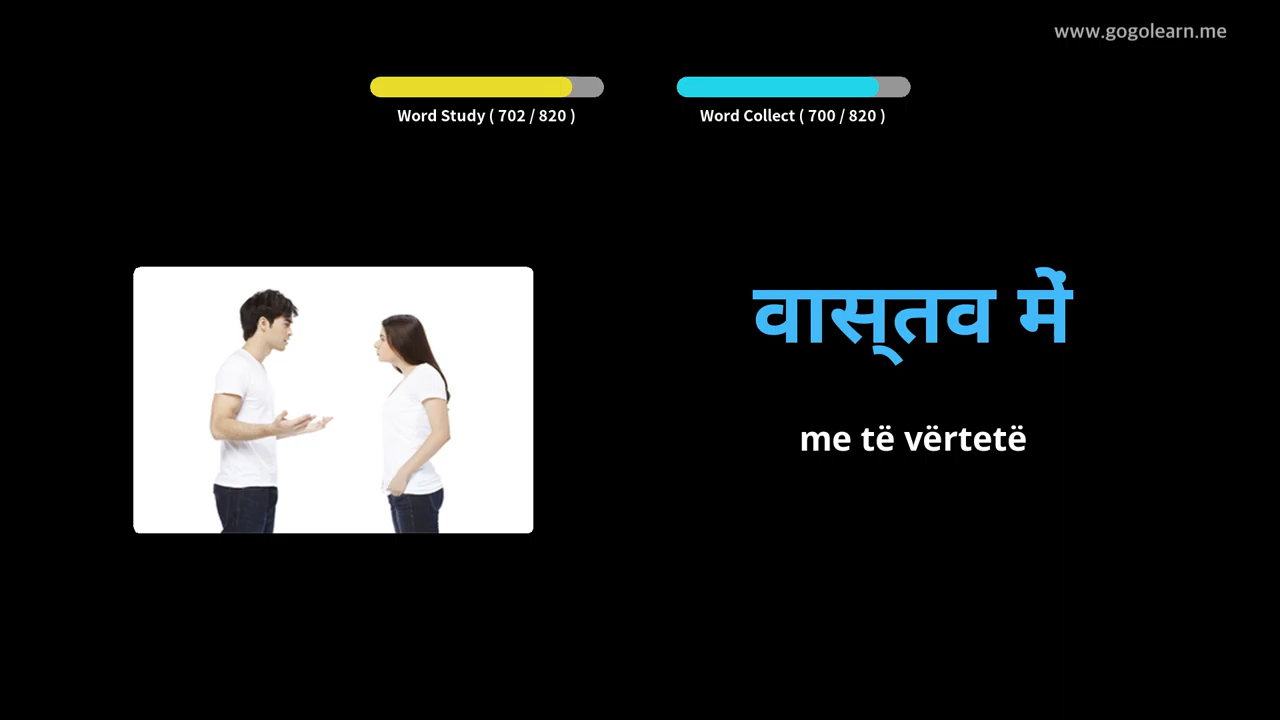 www.gogolearn.me
Word Study ( 702 / 820 )
Word Collect ( 700 / 820 )
वास्तव में
me të vërtetë